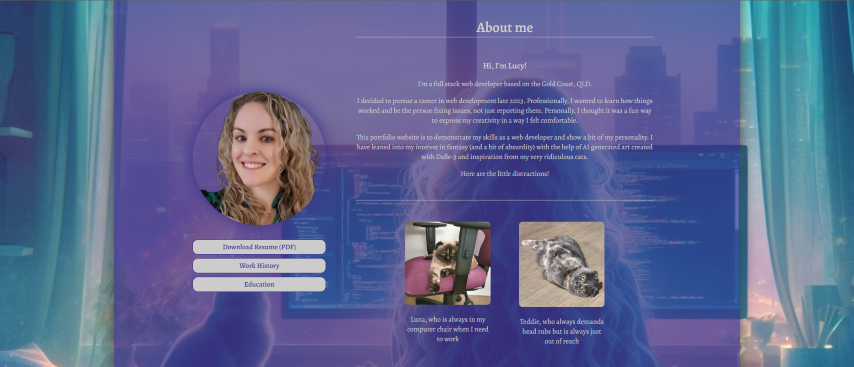 About me
Hi, I'm Lucy!
I'm a full stack web developer based on the Gold Coast, QLD.
I decided to pursue a career in web development late 2023. Professionally, I wanted to learn how things
worked and be the person fixing issues, not just reporting them. Personally, I thought it was a fun way
to express my creativity in a way I felt comfortable.
This portfolio website is to demonstrate my skills as a web developer and show a bit of my personality. I
have leaned into my interest in fantasy (and a bit of absurdity) with the help of AI generated art created
with Dalle-3 and inspiration from my very ridiculous cats.
Here are the little distractions!
Download Resume (PDF)
Work History
Education
Luna, who is always in my
computer chair when I need
to work
Teddie, who always demands
head rubs but is always just
out of reach